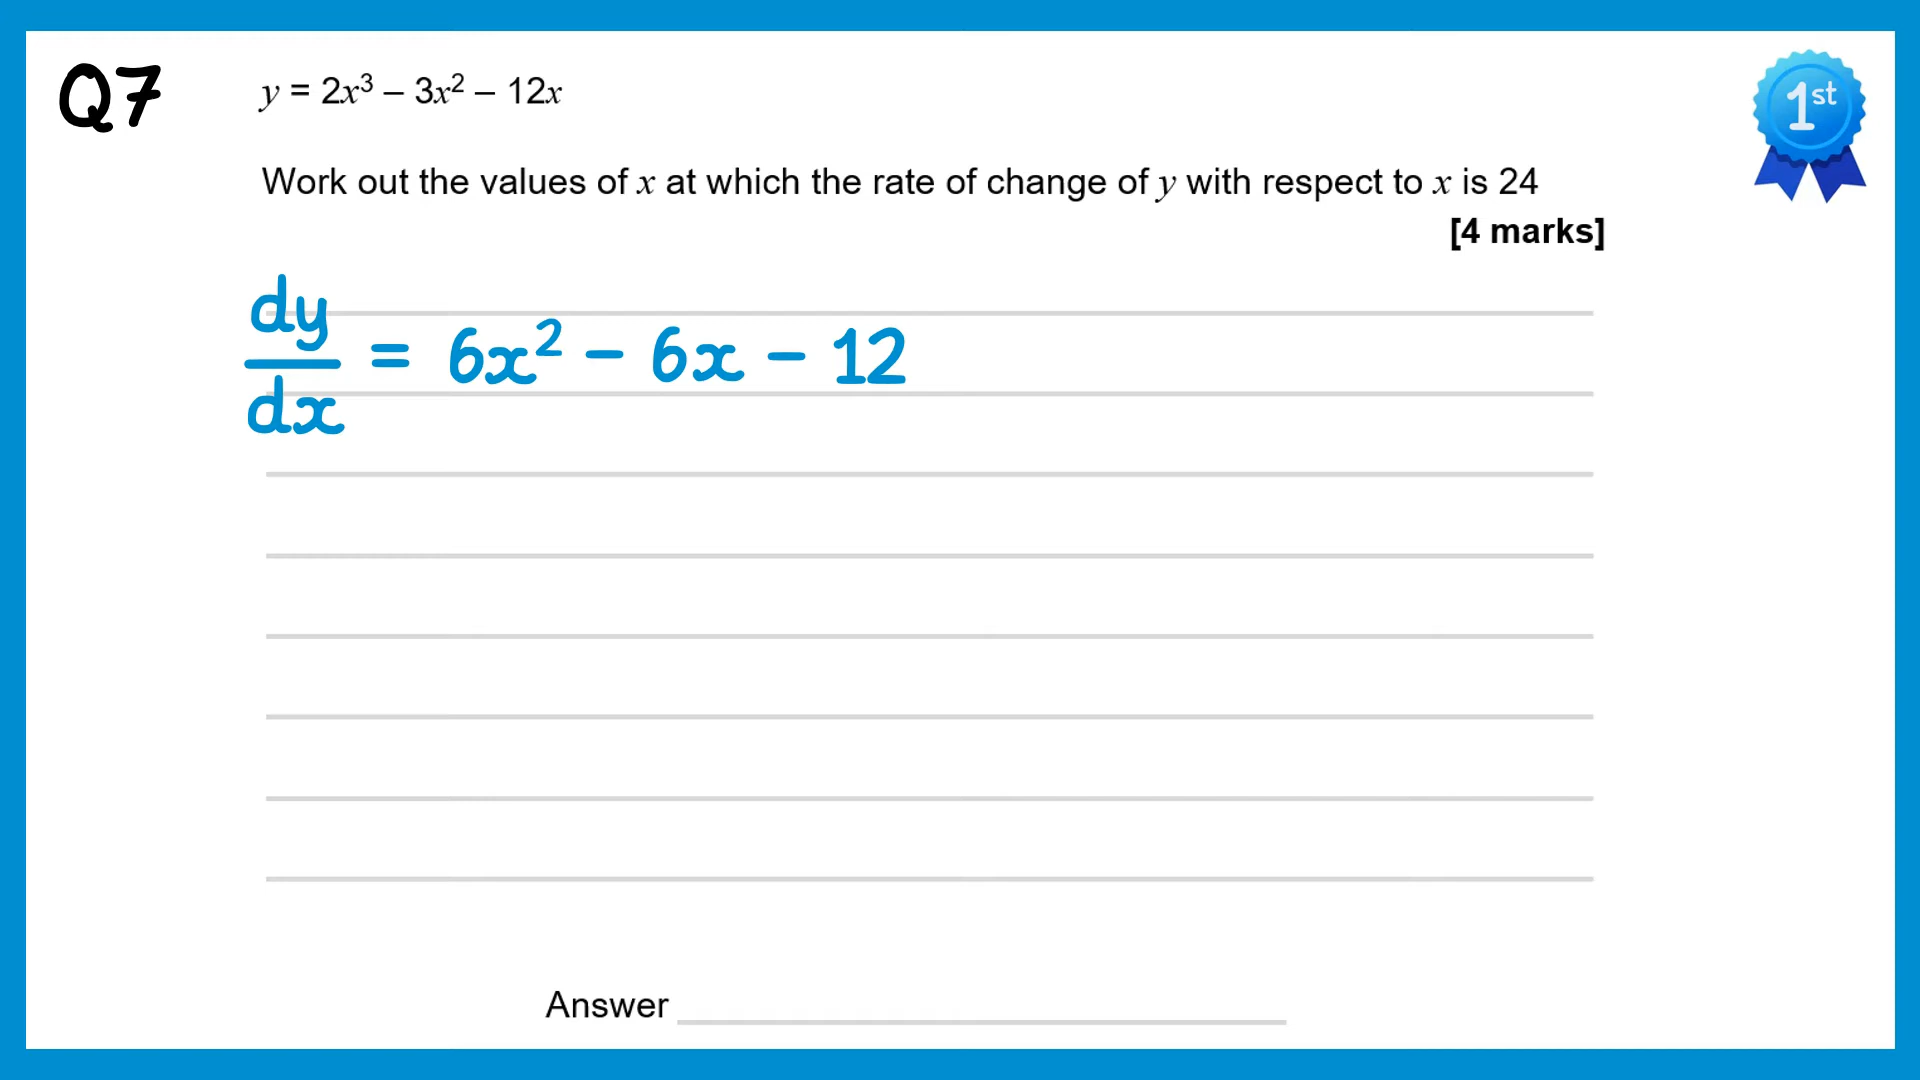 Q7
y = 2x³ – 3x² – 12x
1st
Work out the values of x at which the rate of change of y with respect to x is 24
[4 marks]
dy/dx = 6x² – 6x – 12
Answer